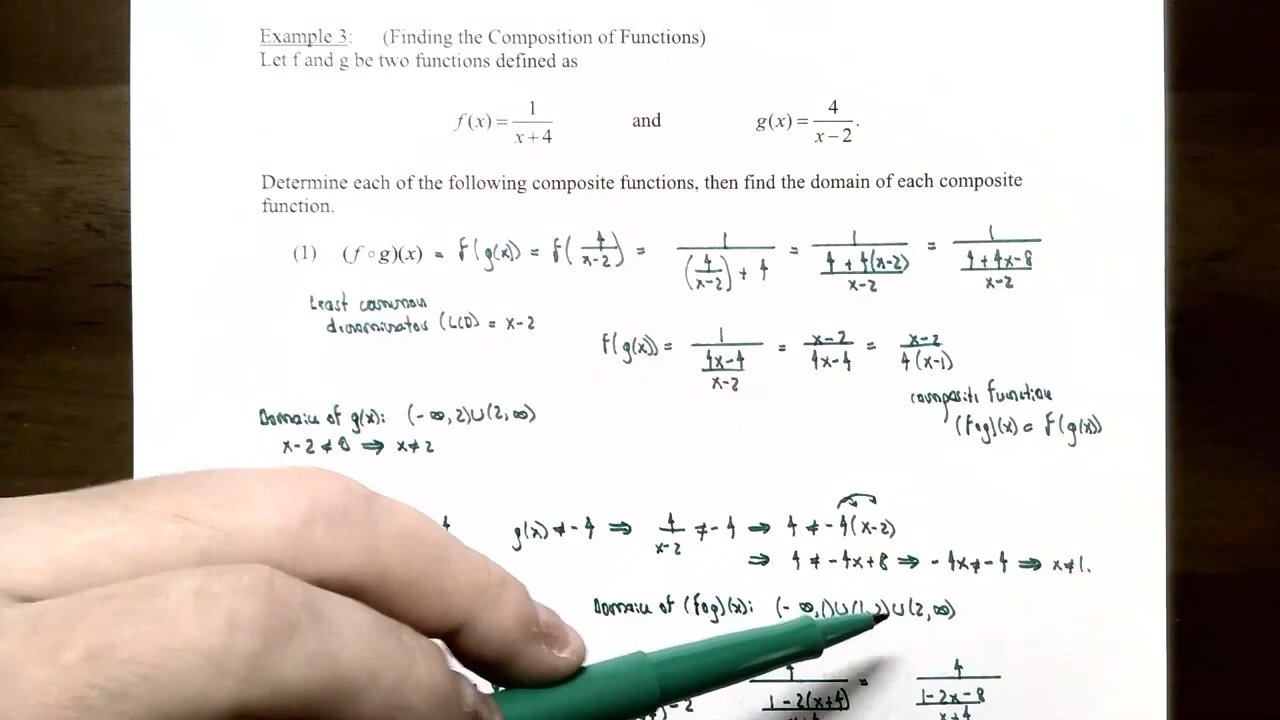 Example 3: (Finding the Composition of Functions)
Let f and g be two functions defined as
f(x) = 1/(x+4) and g(x) = 4/(x−2).
Determine each of the following composite functions, then find the domain of each composite
function.
(1) (f∘g)(x) = f(g(x)) = f(4/(x-2)) = 1/((4/(x-2)) + 4) = 1/((4+4(x-2))/(x-2)) = 1/((4+4x-8)/(x-2))
Least common
denominator (LCD) = x-2
f(g(x)) = 1/((4x-4)/(x-2)) = (x-2)/(4x-4) = (x-2)/(4(x-1))
composite function
(f∘g)(x) = f(g(x))
Domain of g(x): (-∞,2)∪(2,∞)
x-2≠0 ⇒ x≠2
4 g(x)≠-4 ⇒ 4/(x-2) ≠ -4 ⇒ 4 ≠ -4(x-2)
⇒ 4 ≠ -4x+8 ⇒ -4x≠-4 ⇒ x≠1.
Domain of (f∘g)(x): (-∞,1)∪(1,2)∪(2,∞)
4/((1-2(x+4))/(x+4)) = 4/((1-2x-8)/(x+4))